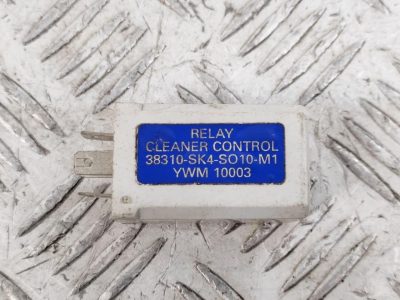 RELAY
CLEANER CONTROL
38310-SK4-SO10-M1
YWM 10003